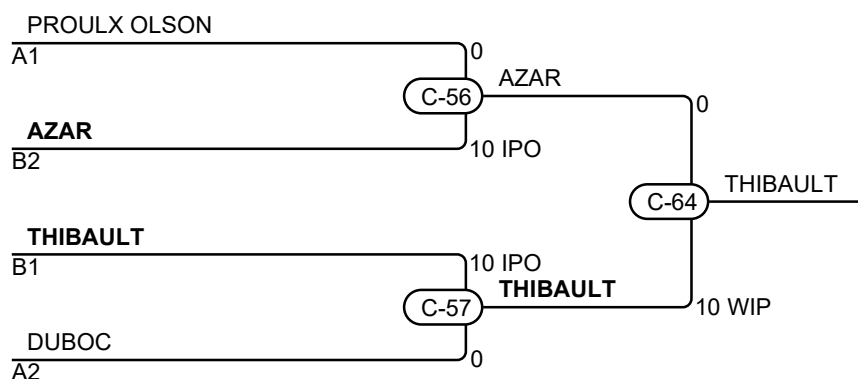 PROULX OLSON
A1
0
C-56
AZAR
0
AZAR
B2
10 IPO
C-64
THIBAULT
THIBAULT
B1
10 IPO
C-57
THIBAULT
10 WIP
DUBOC
A2
0